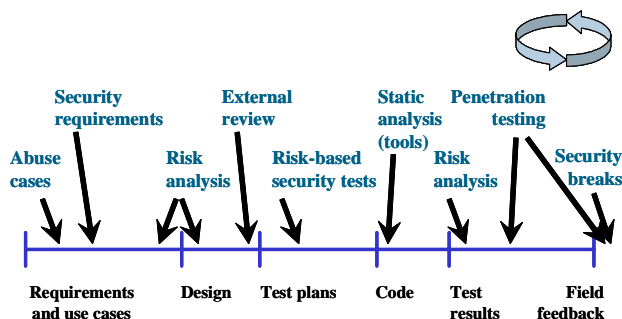 Security
requirements
External
review
Static
analysis
(tools)
Penetration
testing
Abuse
cases
Risk
analysis
Risk-based
security tests
Risk
analysis
Security
breaks
Requirements
and use cases
Design
Test plans
Code
Test
results
Field
feedback